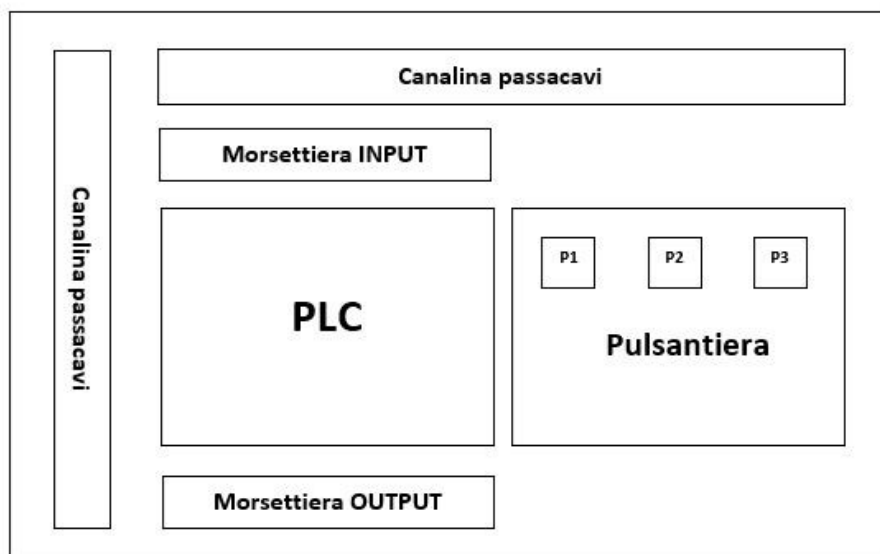 Canalina passacavi
Morsettiera INPUT
Canalina passacavi
PLC
P1
P2
P3
Pulsantiera
Morsettiera OUTPUT